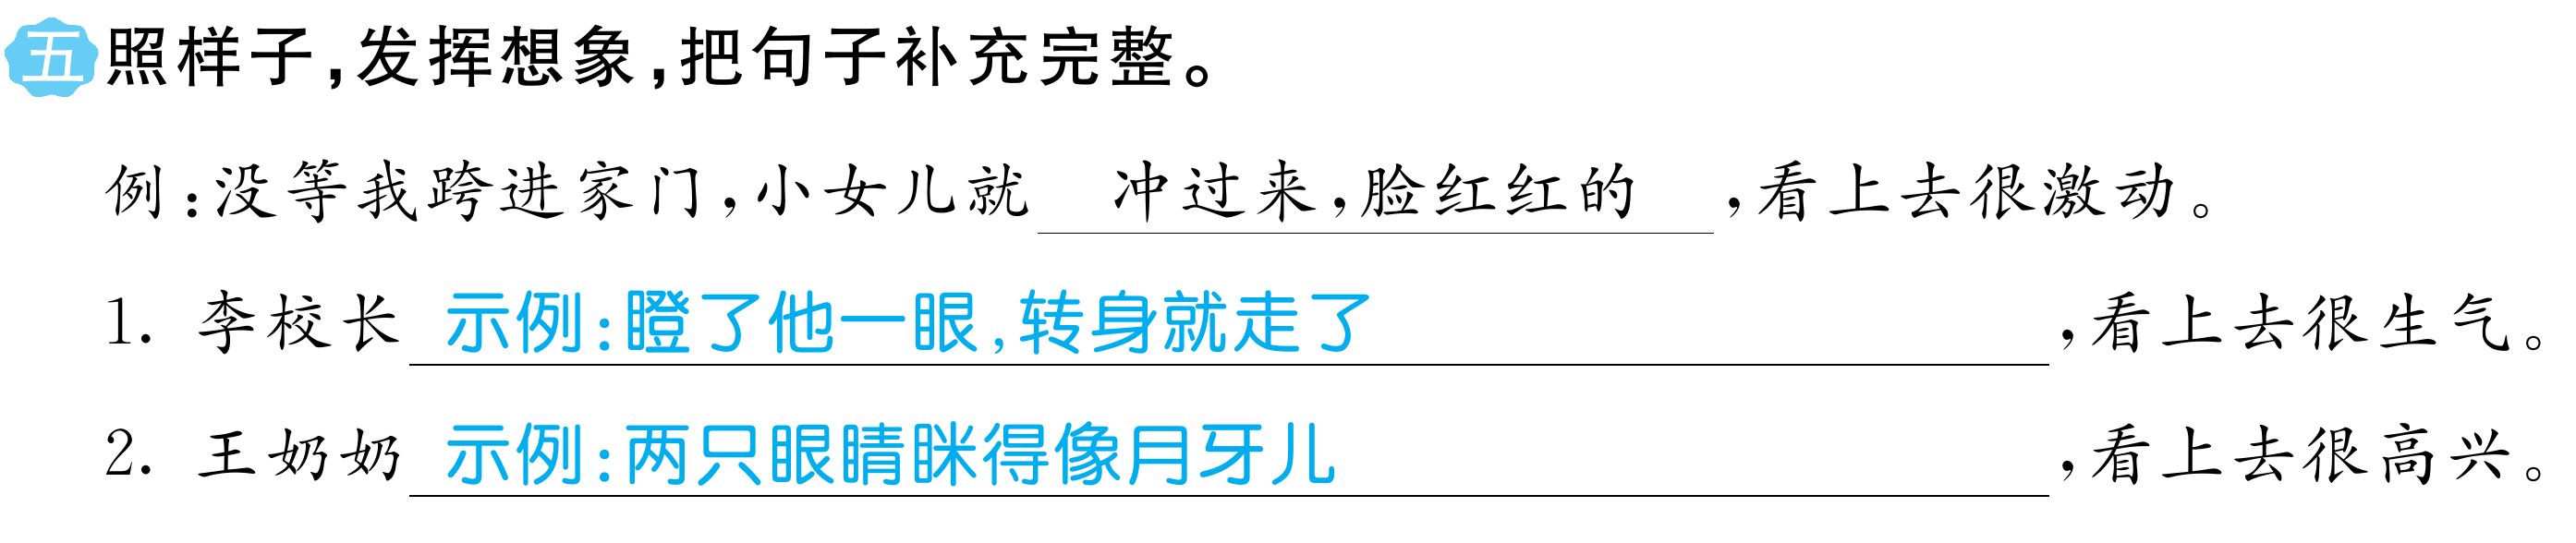 五 照样子,发挥想象,把句子补充完整。
例:没等我跨进家门,小女儿就 冲过来,脸红红的 ,看上去很激动。
1. 李校长 示例:瞪了他一眼,转身就走了 ,看上去很生气。
2. 王奶奶 示例:两只眼睛眯得像月牙儿 ,看上去很高兴。